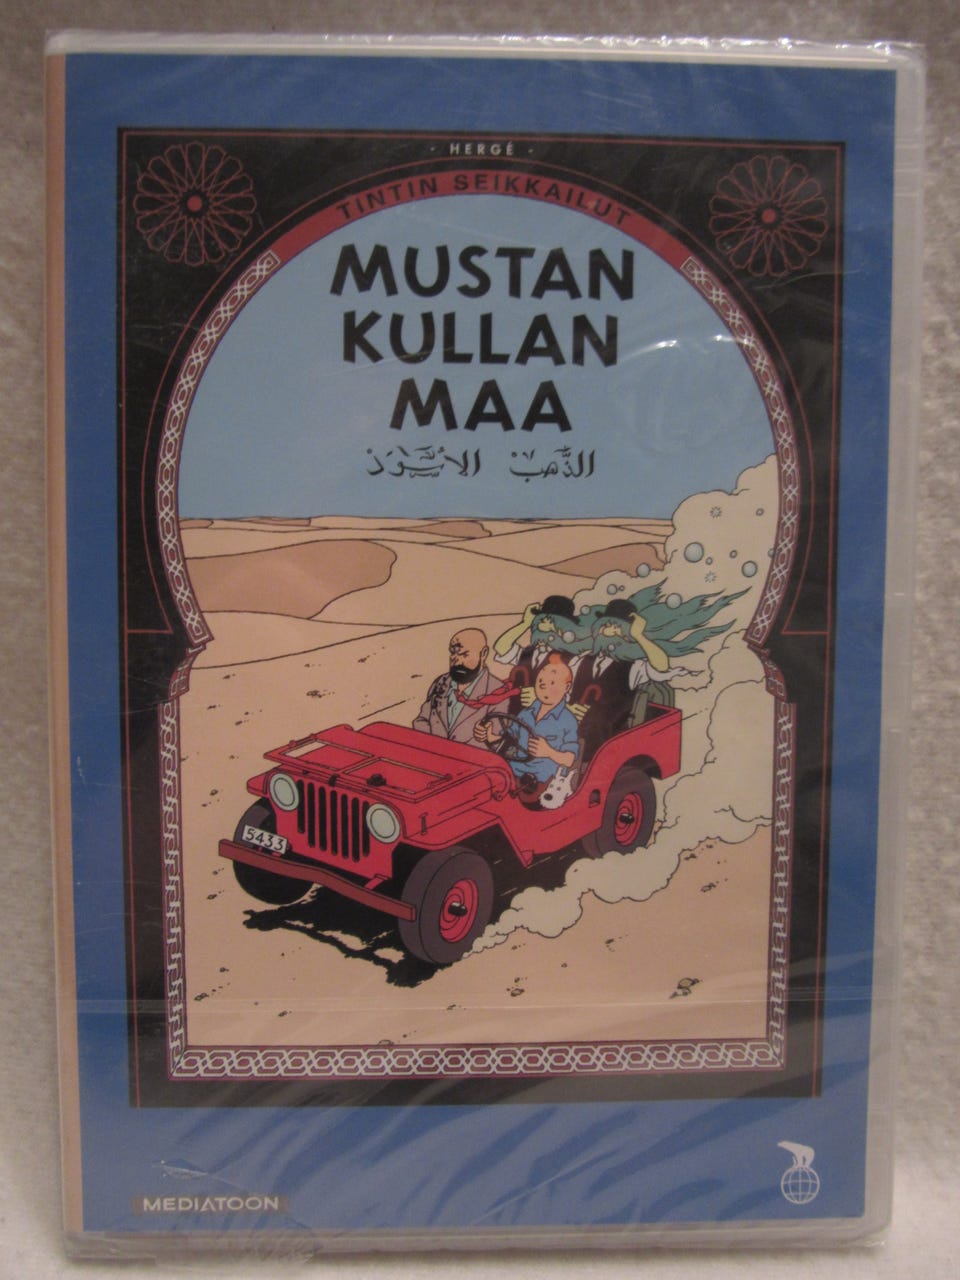 - HERGÉ -
TINTIN SEIKKAILUT
MUSTAN
KULLAN
MAA
الذهب الأسود
5433
MEDIATOON